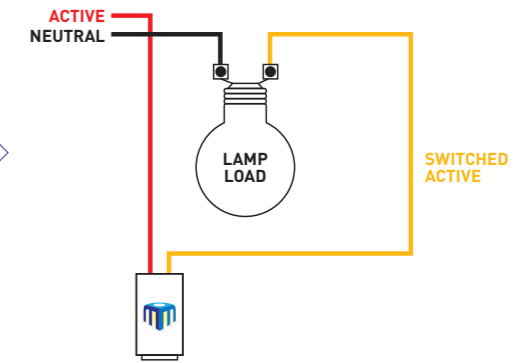 ACTIVE
NEUTRAL
LAMP
LOAD
SWITCHED
ACTIVE